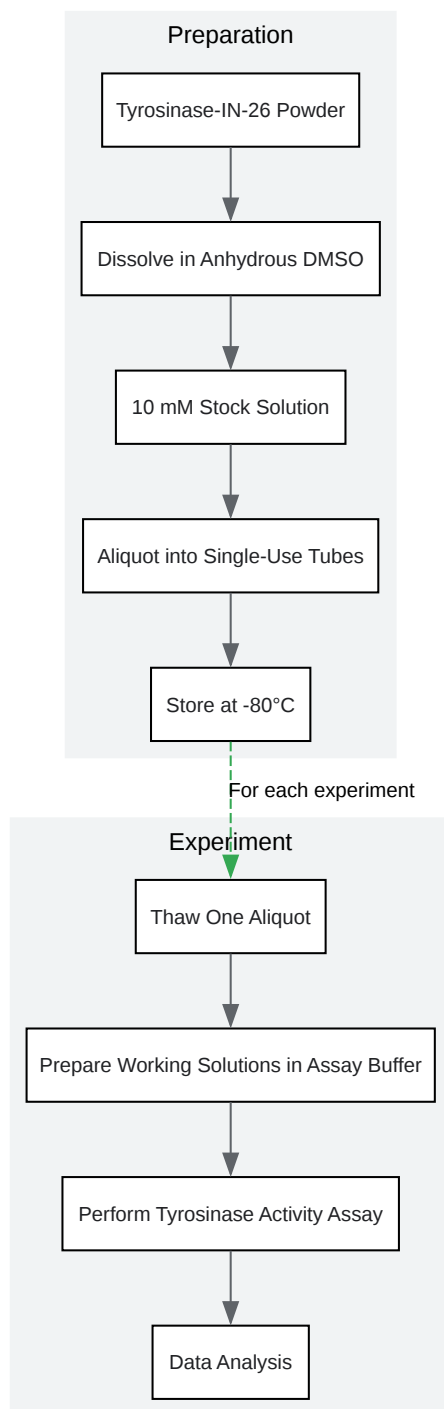 Preparation
Tyrosinase-IN-26 Powder
Dissolve in Anhydrous DMSO
10 mM Stock Solution
Aliquot into Single-Use Tubes
Store at -80°C
For each experiment
Experiment
Thaw One Aliquot
Prepare Working Solutions in Assay Buffer
Perform Tyrosinase Activity Assay
Data Analysis